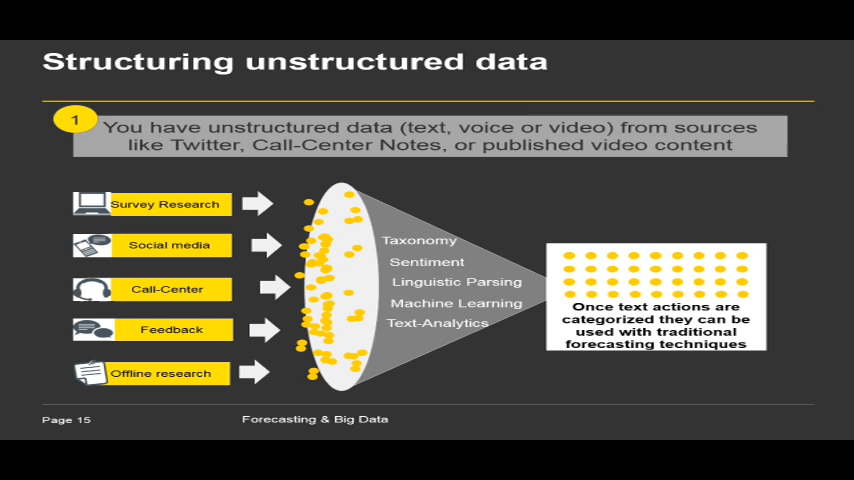 Structuring unstructured data
1
You have unstructured data (text, voice or video) from sources
like Twitter, Call-Center Notes, or published video content
Survey Research
Social media
Call-Center
Feedback
Offline research
Taxonomy
Sentiment
Linguistic Parsing
Machine Learning
Text-Analytics
Once text actions are
categorized they can be
used with traditional
forecasting techniques
Page 15
Forecasting & Big Data